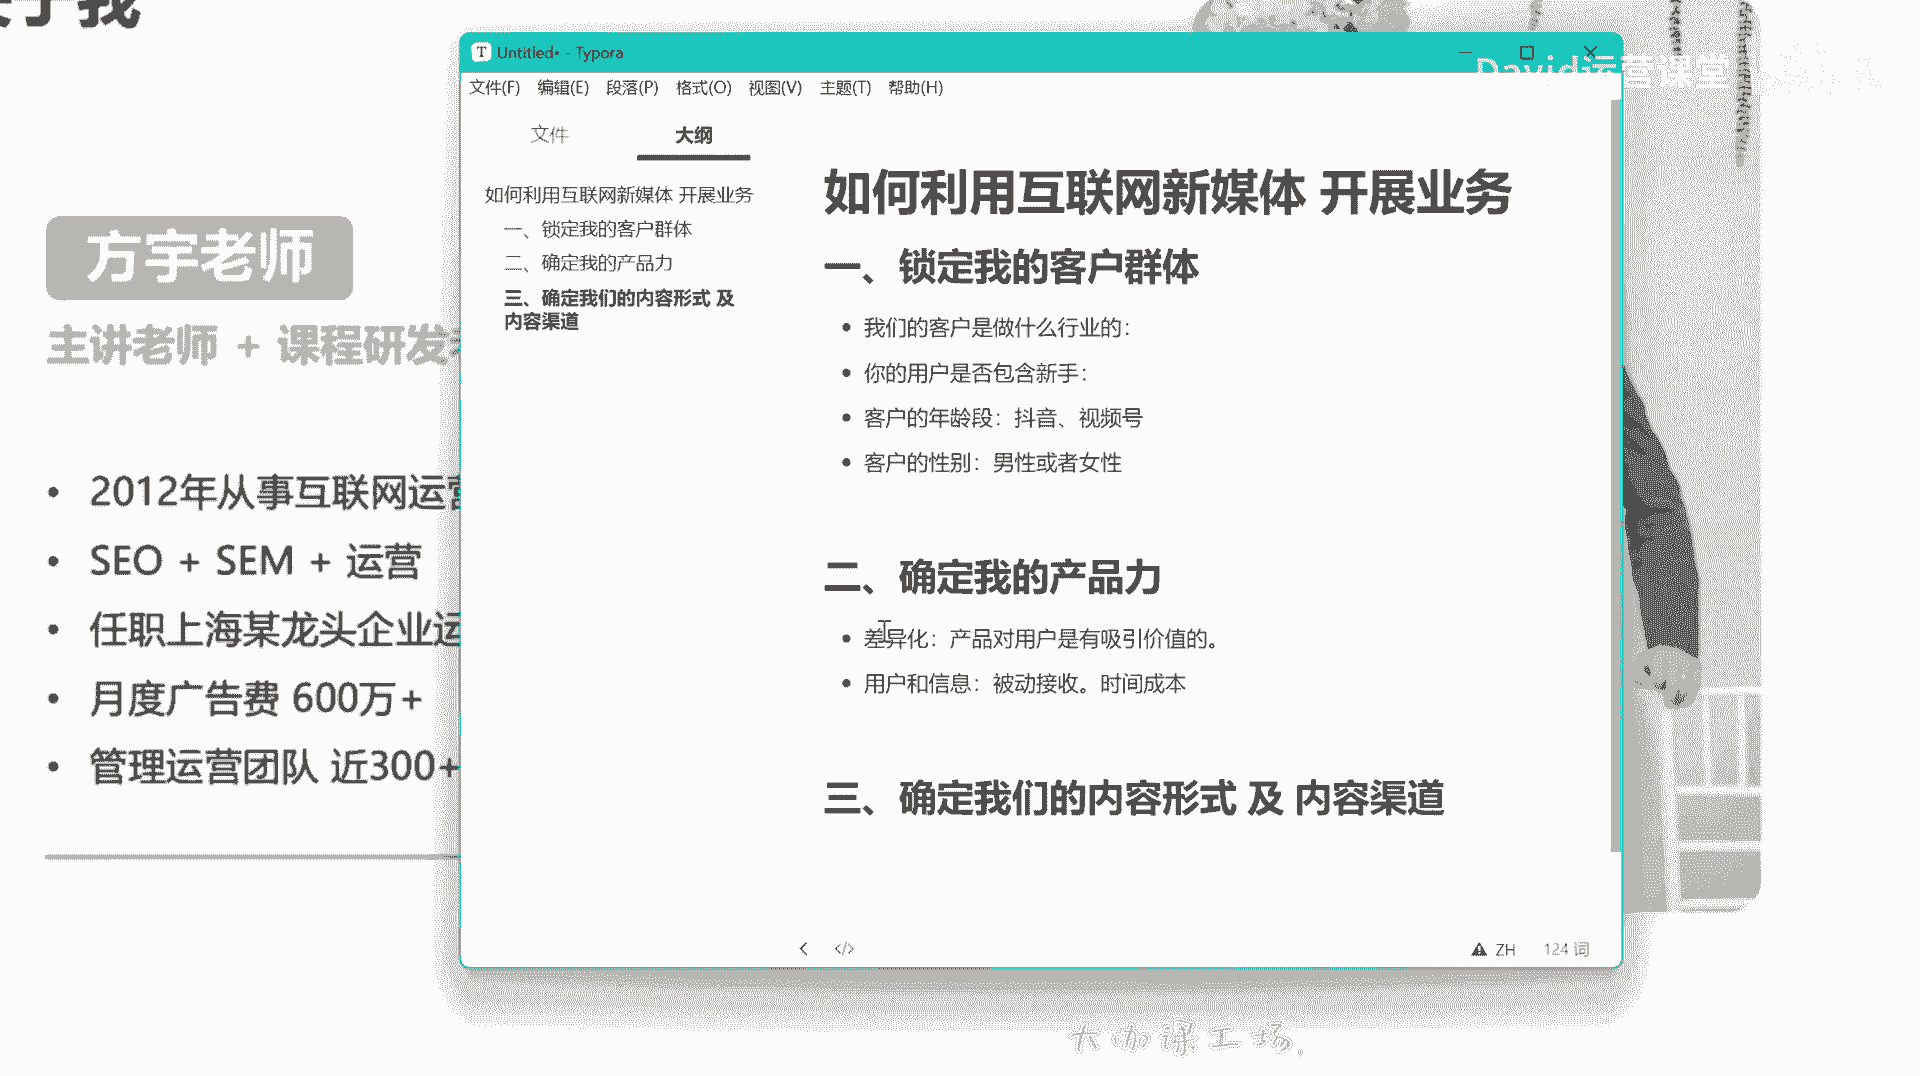 Untitled• - Typora
David运营课堂
文件(F) 编辑(E) 段落(P) 格式(O) 视图(V) 主题(T) 帮助(H)
文件 大纲
如何利用互联网新媒体 开展业务
一、锁定我的客户群体
二、确定我的产品力
三、确定我们的内容形式 及
内容渠道
如何利用互联网新媒体 开展业务
一、锁定我的客户群体
我们的客户是做什么行业的：
你的用户是否包含新手：
客户的年龄段：抖音、视频号
客户的性别：男性或者女性
二、确定我的产品力
差异化：产品对用户是有吸引价值的。
用户和信息：被动接收。时间成本
三、确定我们的内容形式 及 内容渠道
ZH 124 词
方宇老师
主讲老师 + 课程研发
2012年从事互联网运营
SEO + SEM + 运营
任职上海某龙头企业运
月度广告费 600万+
管理运营团队 近300+
大咖课工场.